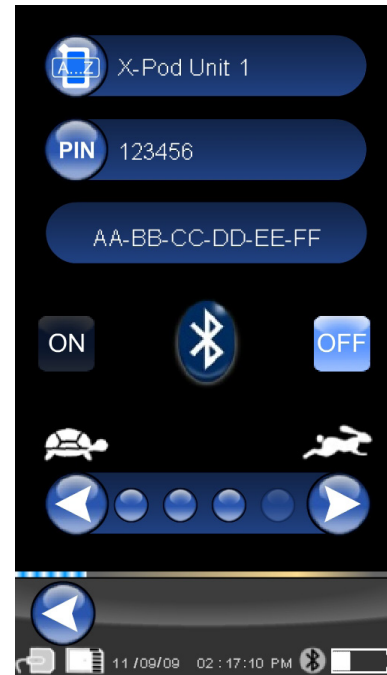 A...Z X-Pod Unit 1
PIN 123456
AA-BB-CC-DD-EE-FF
ON OFF
11/09/09 02:17:10 PM